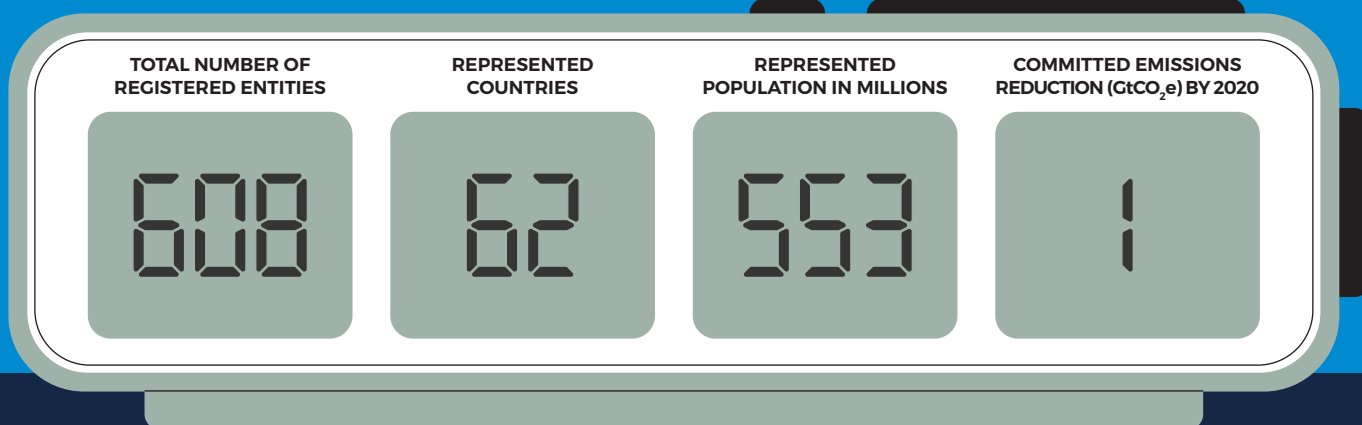 TOTAL NUMBER OF
REGISTERED ENTITIES
608
REPRESENTED
COUNTRIES
62
REPRESENTED
POPULATION IN MILLIONS
553
COMMITTED EMISSIONS
REDUCTION (GtCO₂e) BY 2020
1